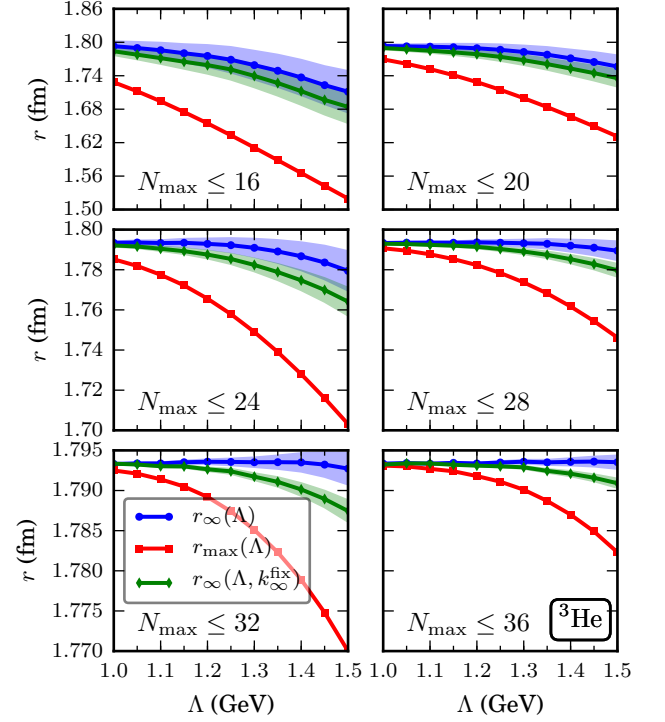 1.86
1.80
1.74
1.68
1.62
1.56
1.50
r (fm)
N_max ≤ 16
N_max ≤ 20
1.80
1.78
1.76
1.74
1.72
1.70
r (fm)
N_max ≤ 24
N_max ≤ 28
1.795
1.790
1.785
1.780
1.775
1.770
r (fm)
r_∞(Λ)
r_max(Λ)
r_∞(Λ, k_∞^fix)
N_max ≤ 32
N_max ≤ 36
³He
1.0 1.1 1.2 1.3 1.4 1.5
1.0 1.1 1.2 1.3 1.4 1.5
Λ (GeV)
Λ (GeV)